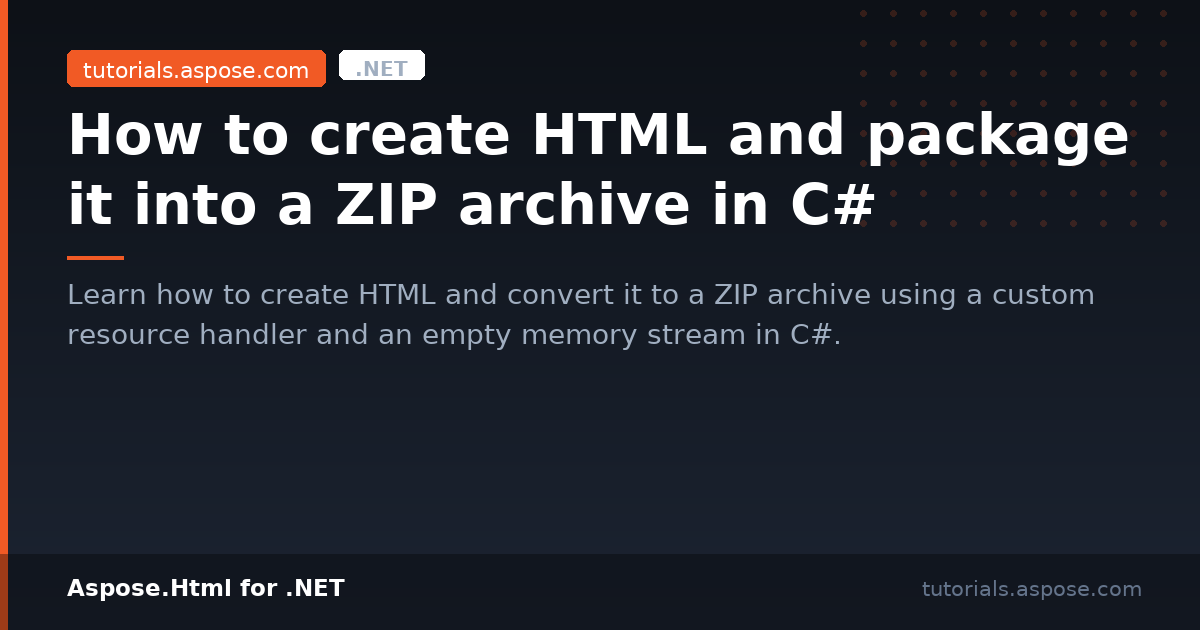 tutorials.aspose.com
.NET
How to create HTML and package
it into a ZIP archive in C#
Learn how to create HTML and convert it to a ZIP archive using a custom
resource handler and an empty memory stream in C#.
Aspose.Html for .NET
tutorials.aspose.com